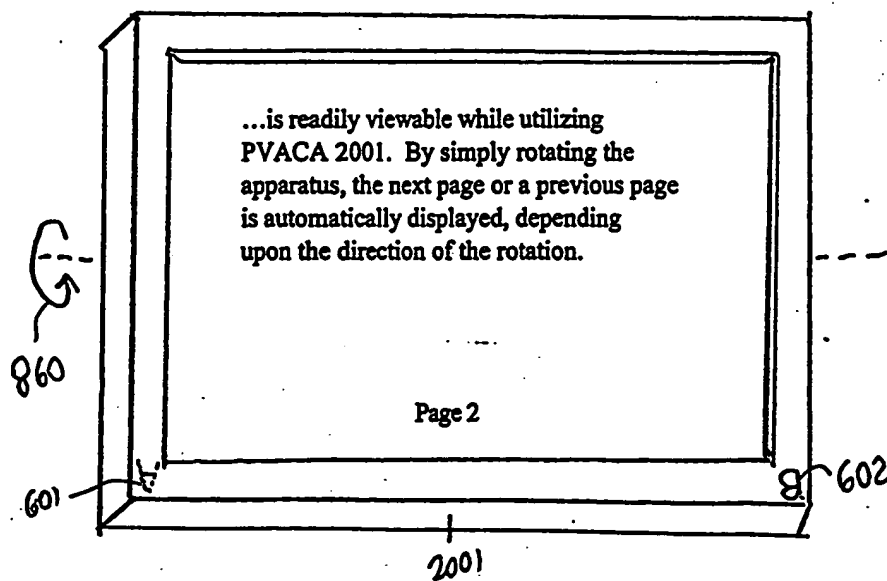 ...is readily viewable while utilizing
PVACA 2001. By simply rotating the
apparatus, the next page or a previous page
is automatically displayed, depending
upon the direction of the rotation.
860
Page 2
601
B
602
2001